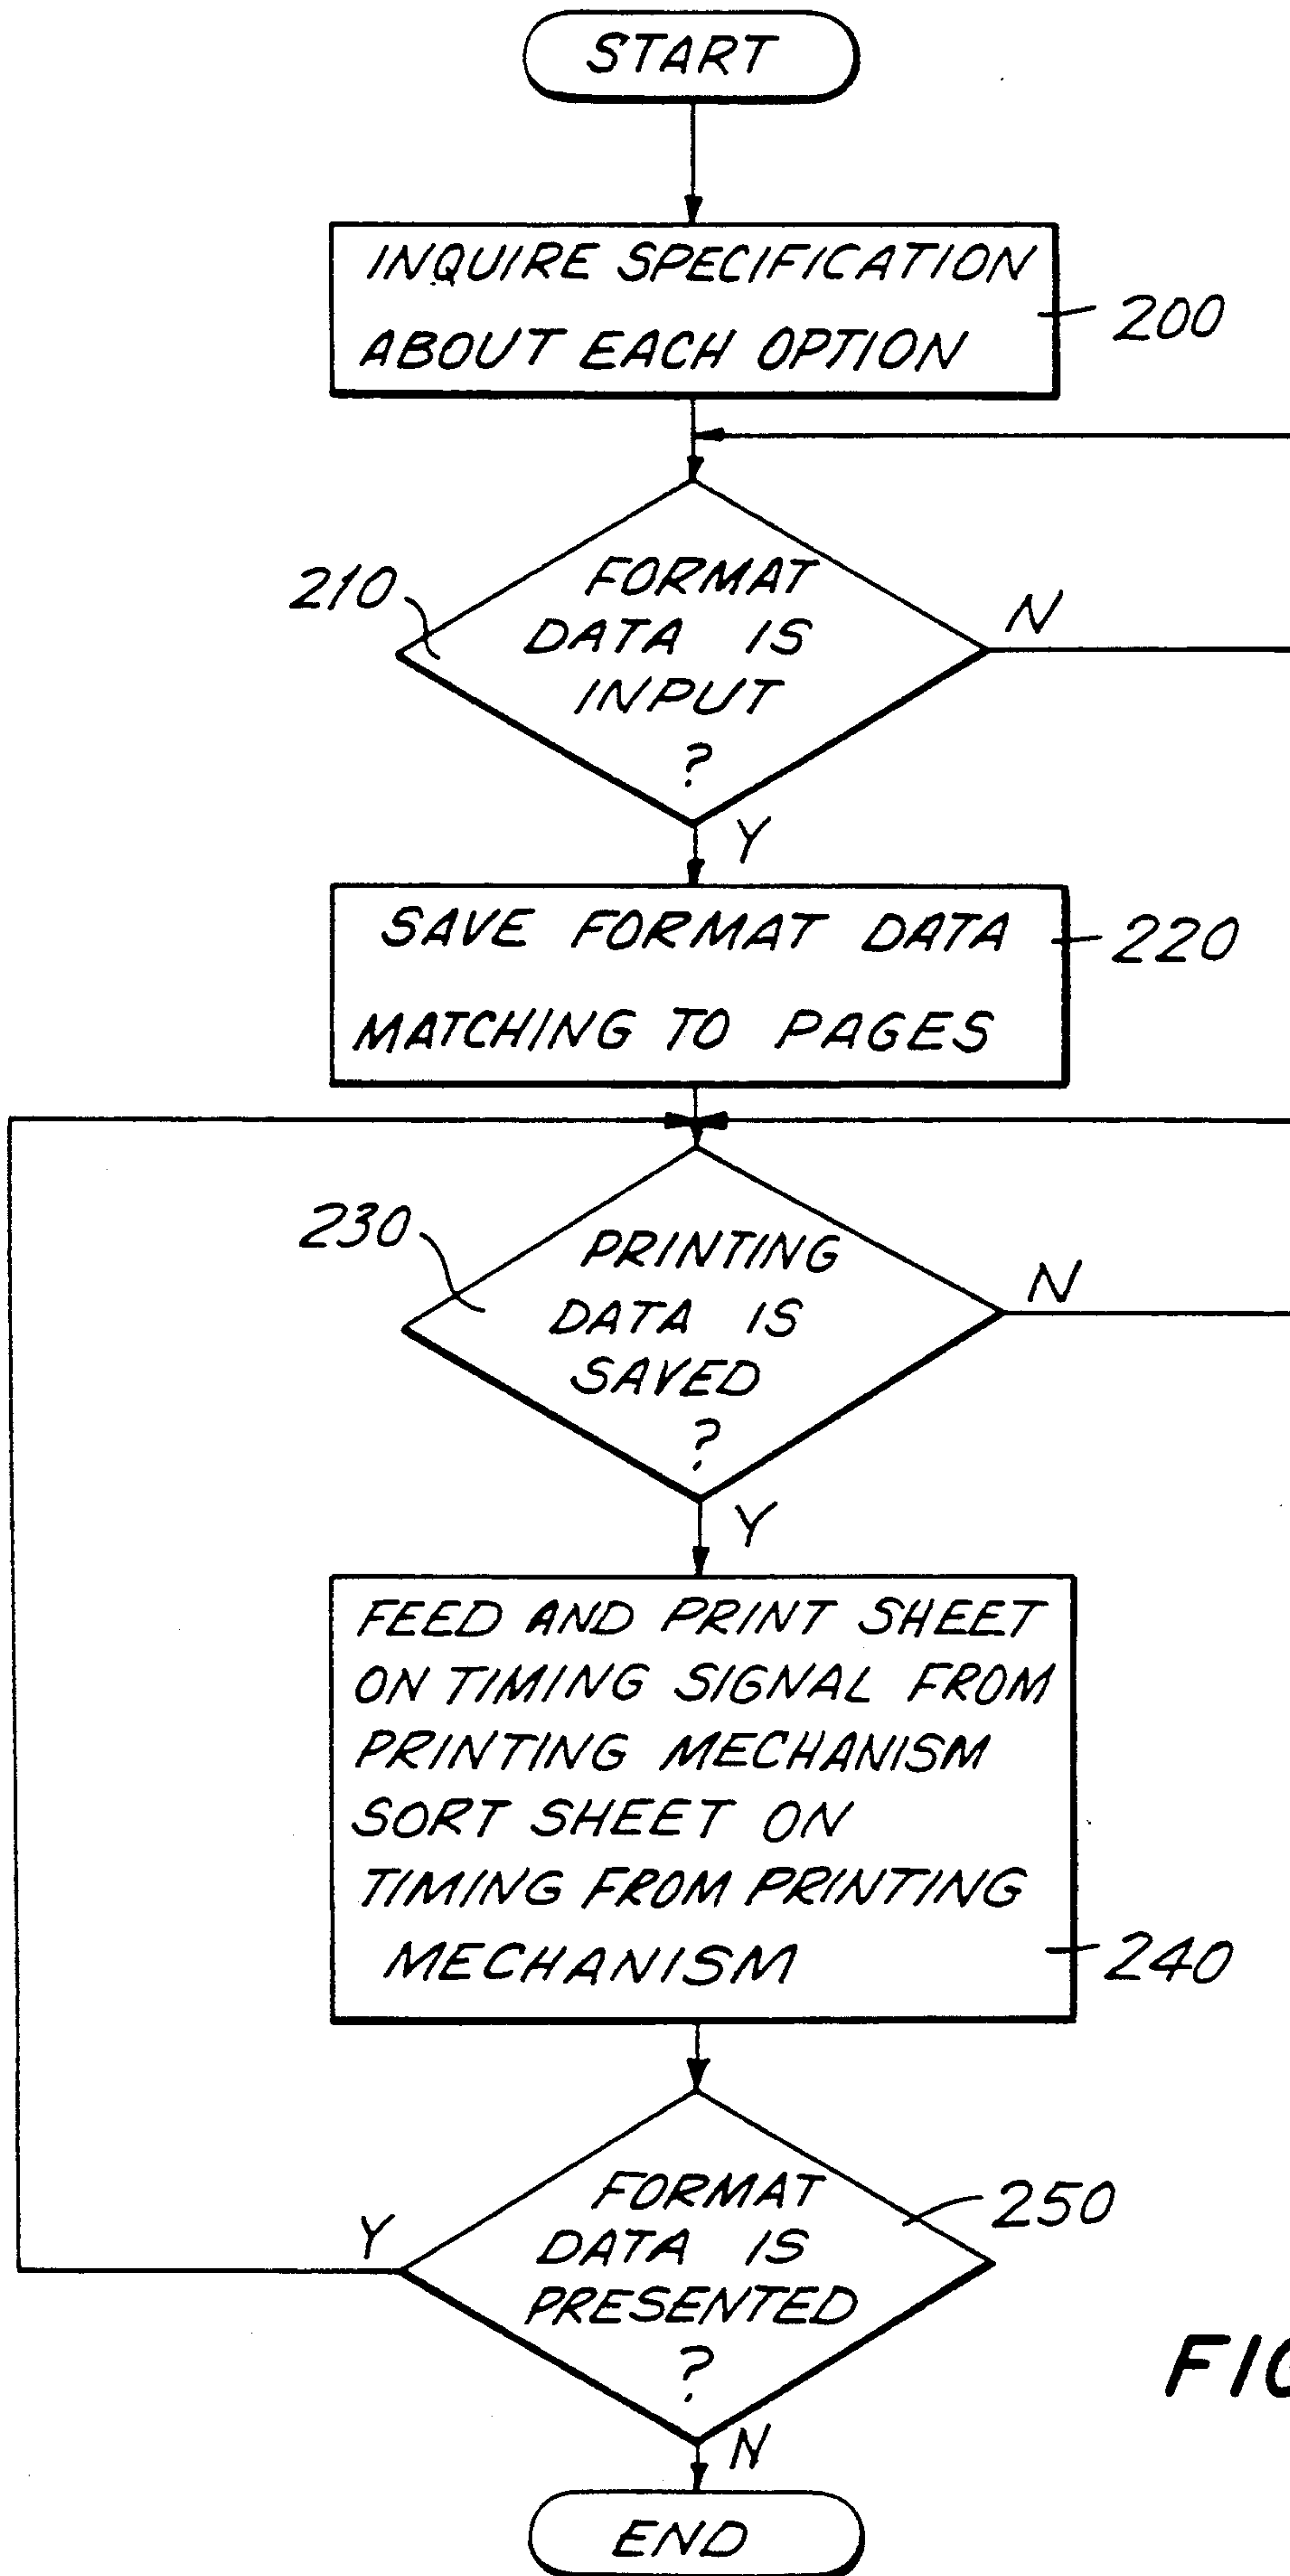 START
INQUIRE SPECIFICATION
ABOUT EACH OPTION
200
210
FORMAT
DATA IS
INPUT
?
N
Y
SAVE FORMAT DATA
MATCHING TO PAGES
220
230
PRINTING
DATA IS
SAVED
?
N
Y
FEED AND PRINT SHEET
ON TIMING SIGNAL FROM
PRINTING MECHANISM
SORT SHEET ON
TIMING FROM PRINTING
MECHANISM
240
FORMAT
DATA IS
PRESENTED
?
250
Y
N
FIG
END